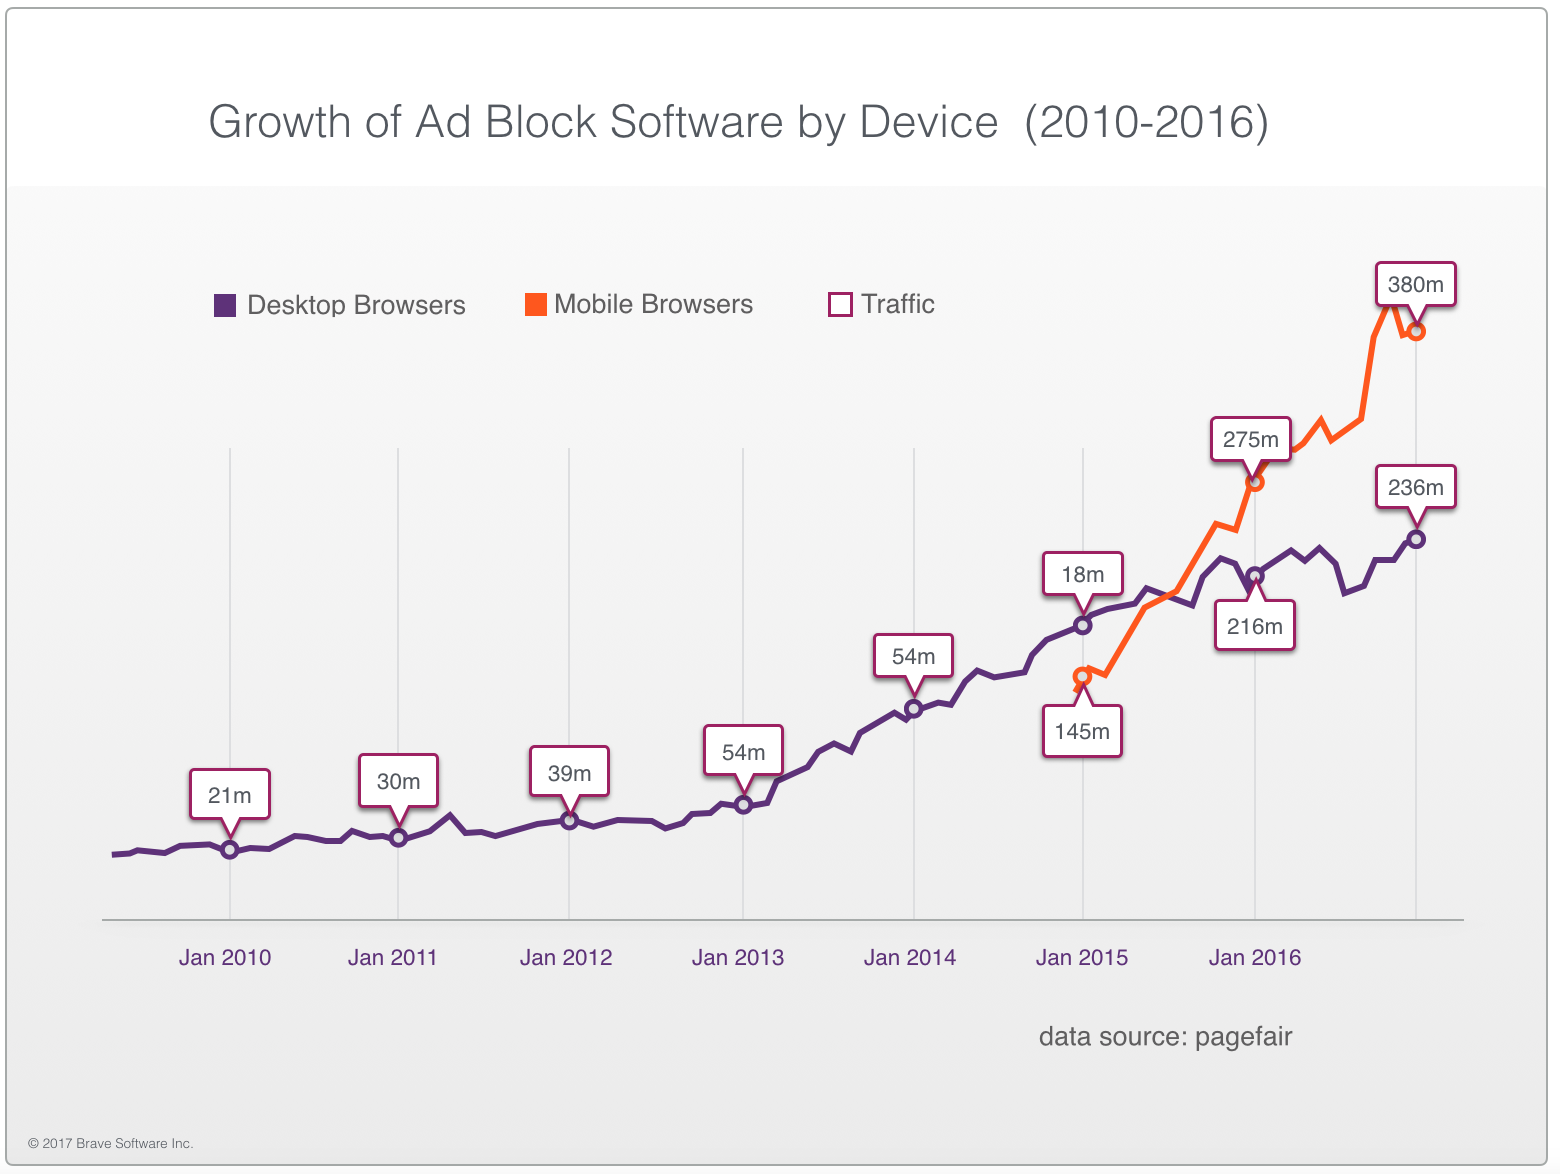 Growth of Ad Block Software by Device (2010-2016)
Desktop Browsers
Mobile Browsers
Traffic
380m
275m
236m
18m
216m
54m
145m
54m
39m
30m
21m
Jan 2010
Jan 2011
Jan 2012
Jan 2013
Jan 2014
Jan 2015
Jan 2016
data source: pagefair
© 2017 Brave Software Inc.